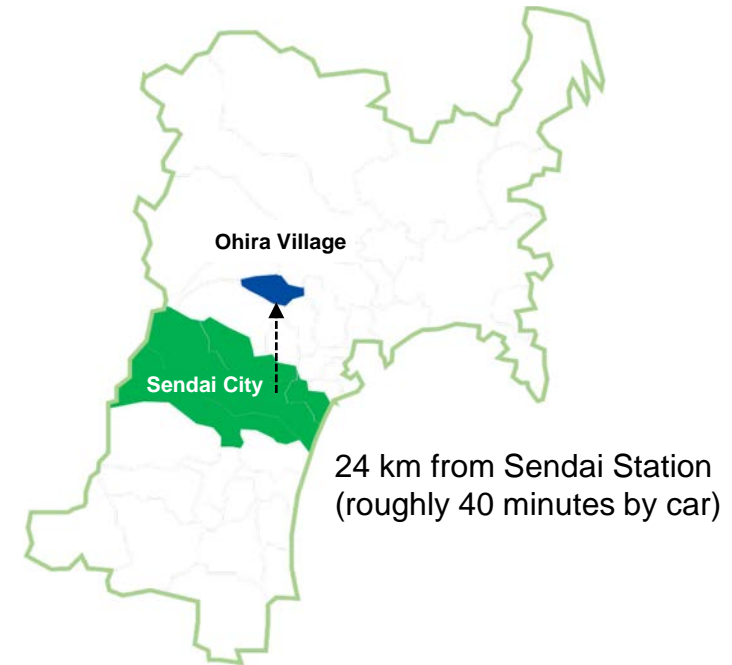 Ohira Village
Sendai City
24 km from Sendai Station
(roughly 40 minutes by car)